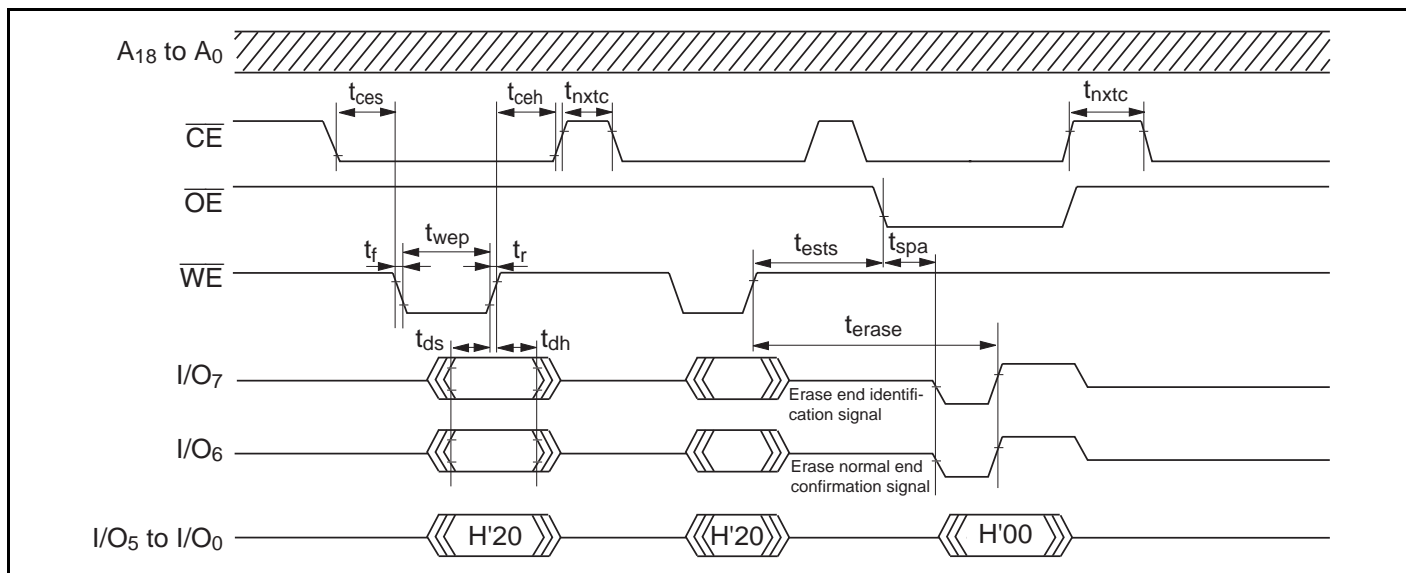 A18 to A0
tces
tceh
tnxtc
tnxtc
CE
OE
tests
tspa
tf
twep
tr
WE
terase
tds
tdh
I/O7
Erase end identifi-
cation signal
I/O6
Erase normal end
confirmation signal
I/O5 to I/O0
H'20
H'20
H'00